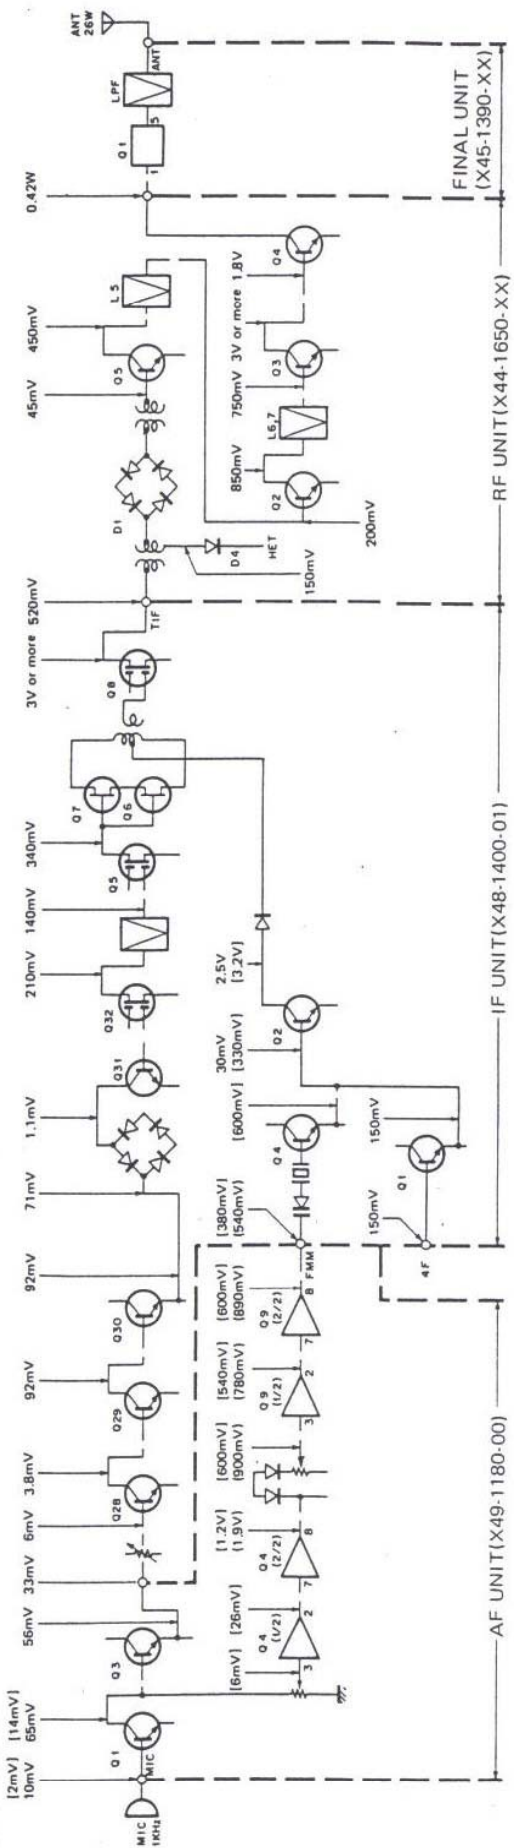 MIC
1KHz
MIC
[2mV]
10mV
Q1
[14mV]
65mV
Q3
56mV
33mV
6mV
Q28
3.8mV
Q29
92mV
Q30
92mV
71mV
1.1mV
Q31
Q32
210mV
140mV
Q5
340mV
Q7
Q6
Q8
3V or more
TIF
520mV
D1
45mV
Q5
450mV
L5
0.42W
Q1
1
5
LPF
ANT
ANT
26W
[6mV]
3
Q4
(1/2)
2
[26mV]
7
Q4
(2/2)
8
[1.2V]
(1.9V)
[600mV]
(900mV)
3
Q9
(1/2)
2
[540mV]
(780mV)
7
Q9
(2/2)
8
[600mV]
(890mV)
FMM
[380mV]
(540mV)
Q4
[600mV]
30mV
[330mV]
Q2
2.5V
[3.2V]
4F
150mV
Q1
150mV
150mV
D4
HET
200mV
Q2
850mV
L6,7
750mV
Q3
3V or more
1.8V
Q4
AF UNIT(X49-1180-00)
IF UNIT(X48-1400-01)
RF UNIT(X44-1650-XX)
FINAL UNIT
(X45-1390-XX)